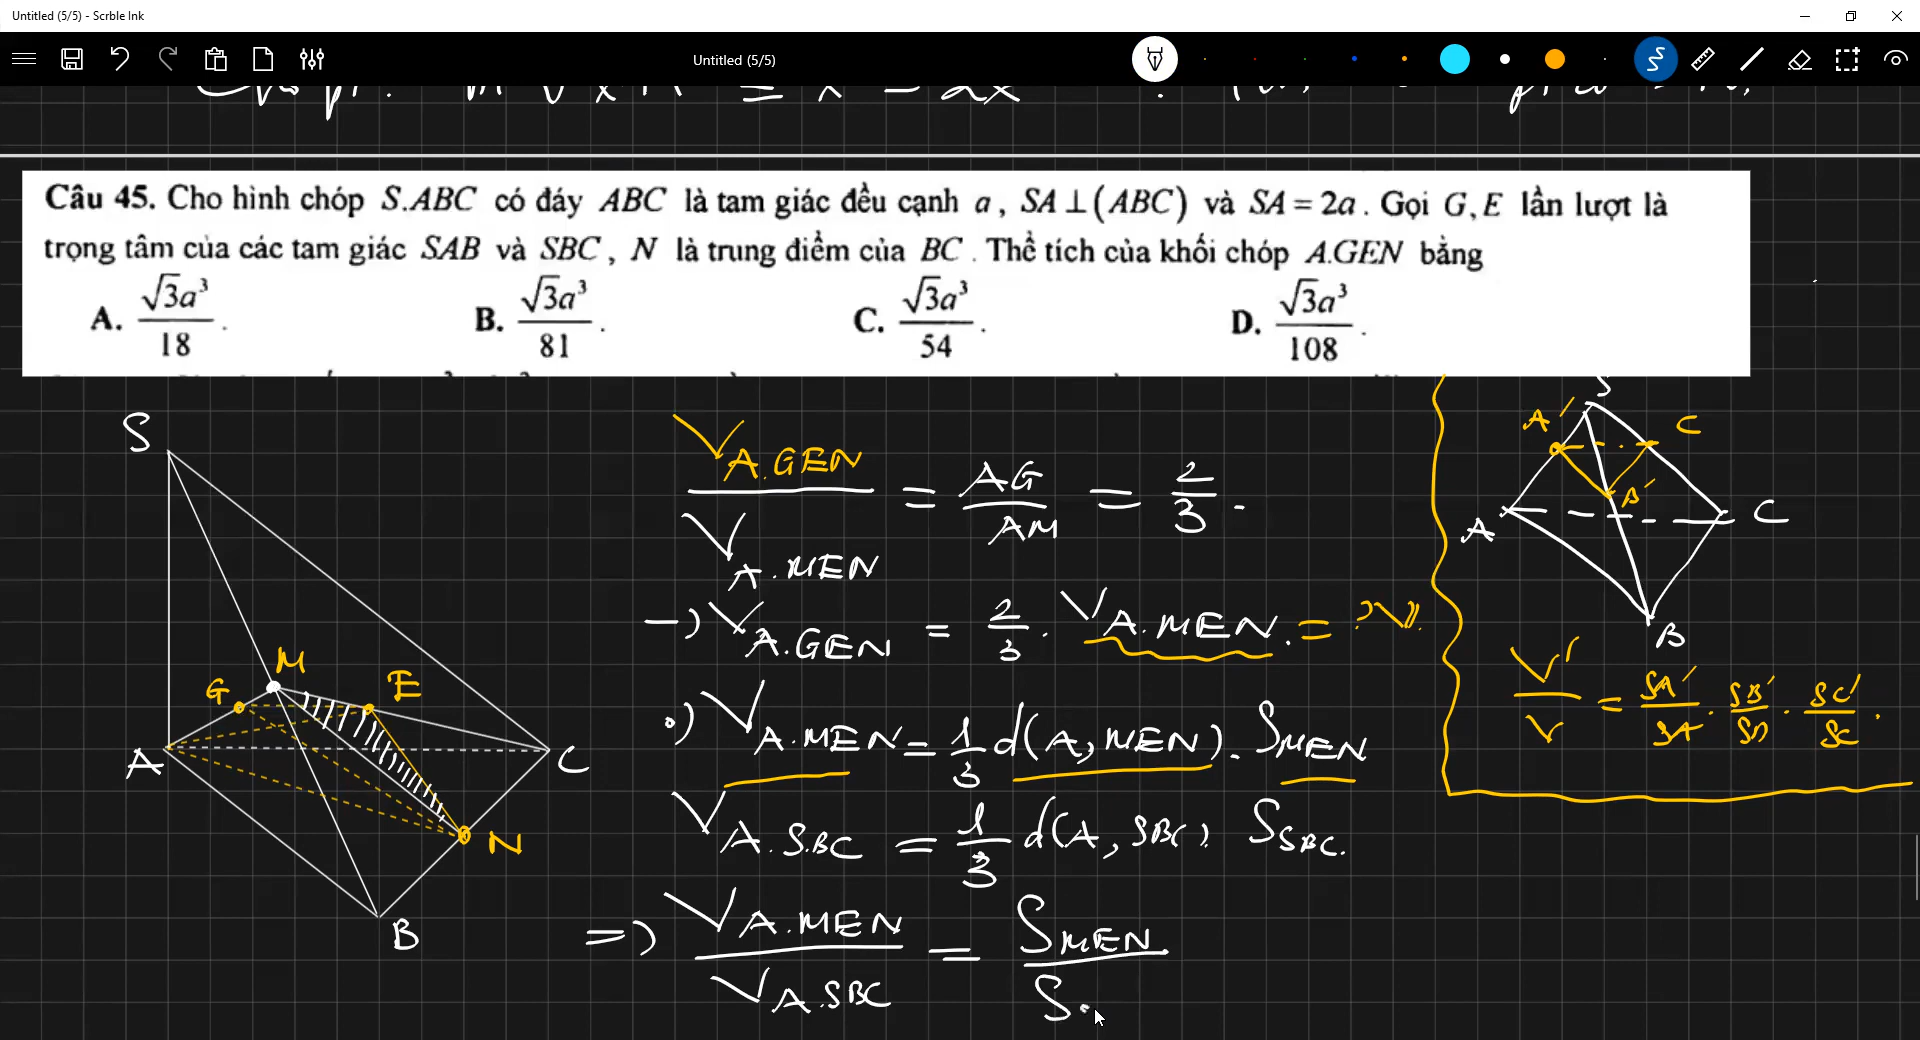 Untitled (5/5) - Scrble Ink
Untitled (5/5)
Câu 45. Cho hình chóp S.ABC có đáy ABC là tam giác đều cạnh a, SA ⊥ (ABC) và SA = 2a. Gọi G, E lần lượt là
trọng tâm của các tam giác SAB và SBC, N là trung điểm của BC. Thể tích của khối chóp A.GEN bằng
A. √3a³/18. B. √3a³/81. C. √3a³/54. D. √3a³/108.
S
M
G
E
A
C
N
B
V A.GEN / V A.MEN = AG/AM = 2/3.
→) V A.GEN = 2/3 . V A.MEN. =
•) V A.MEN = 1/3 d(A, MEN). S MEN
V A.SBC = 1/3 d(A, SBC). S SBC.
=> V A.MEN / V A.SBC = S MEN / S
S
A'
C
B'
A
C
B
V'/V = SA'/SA . SB'/SB . SC'/SC .